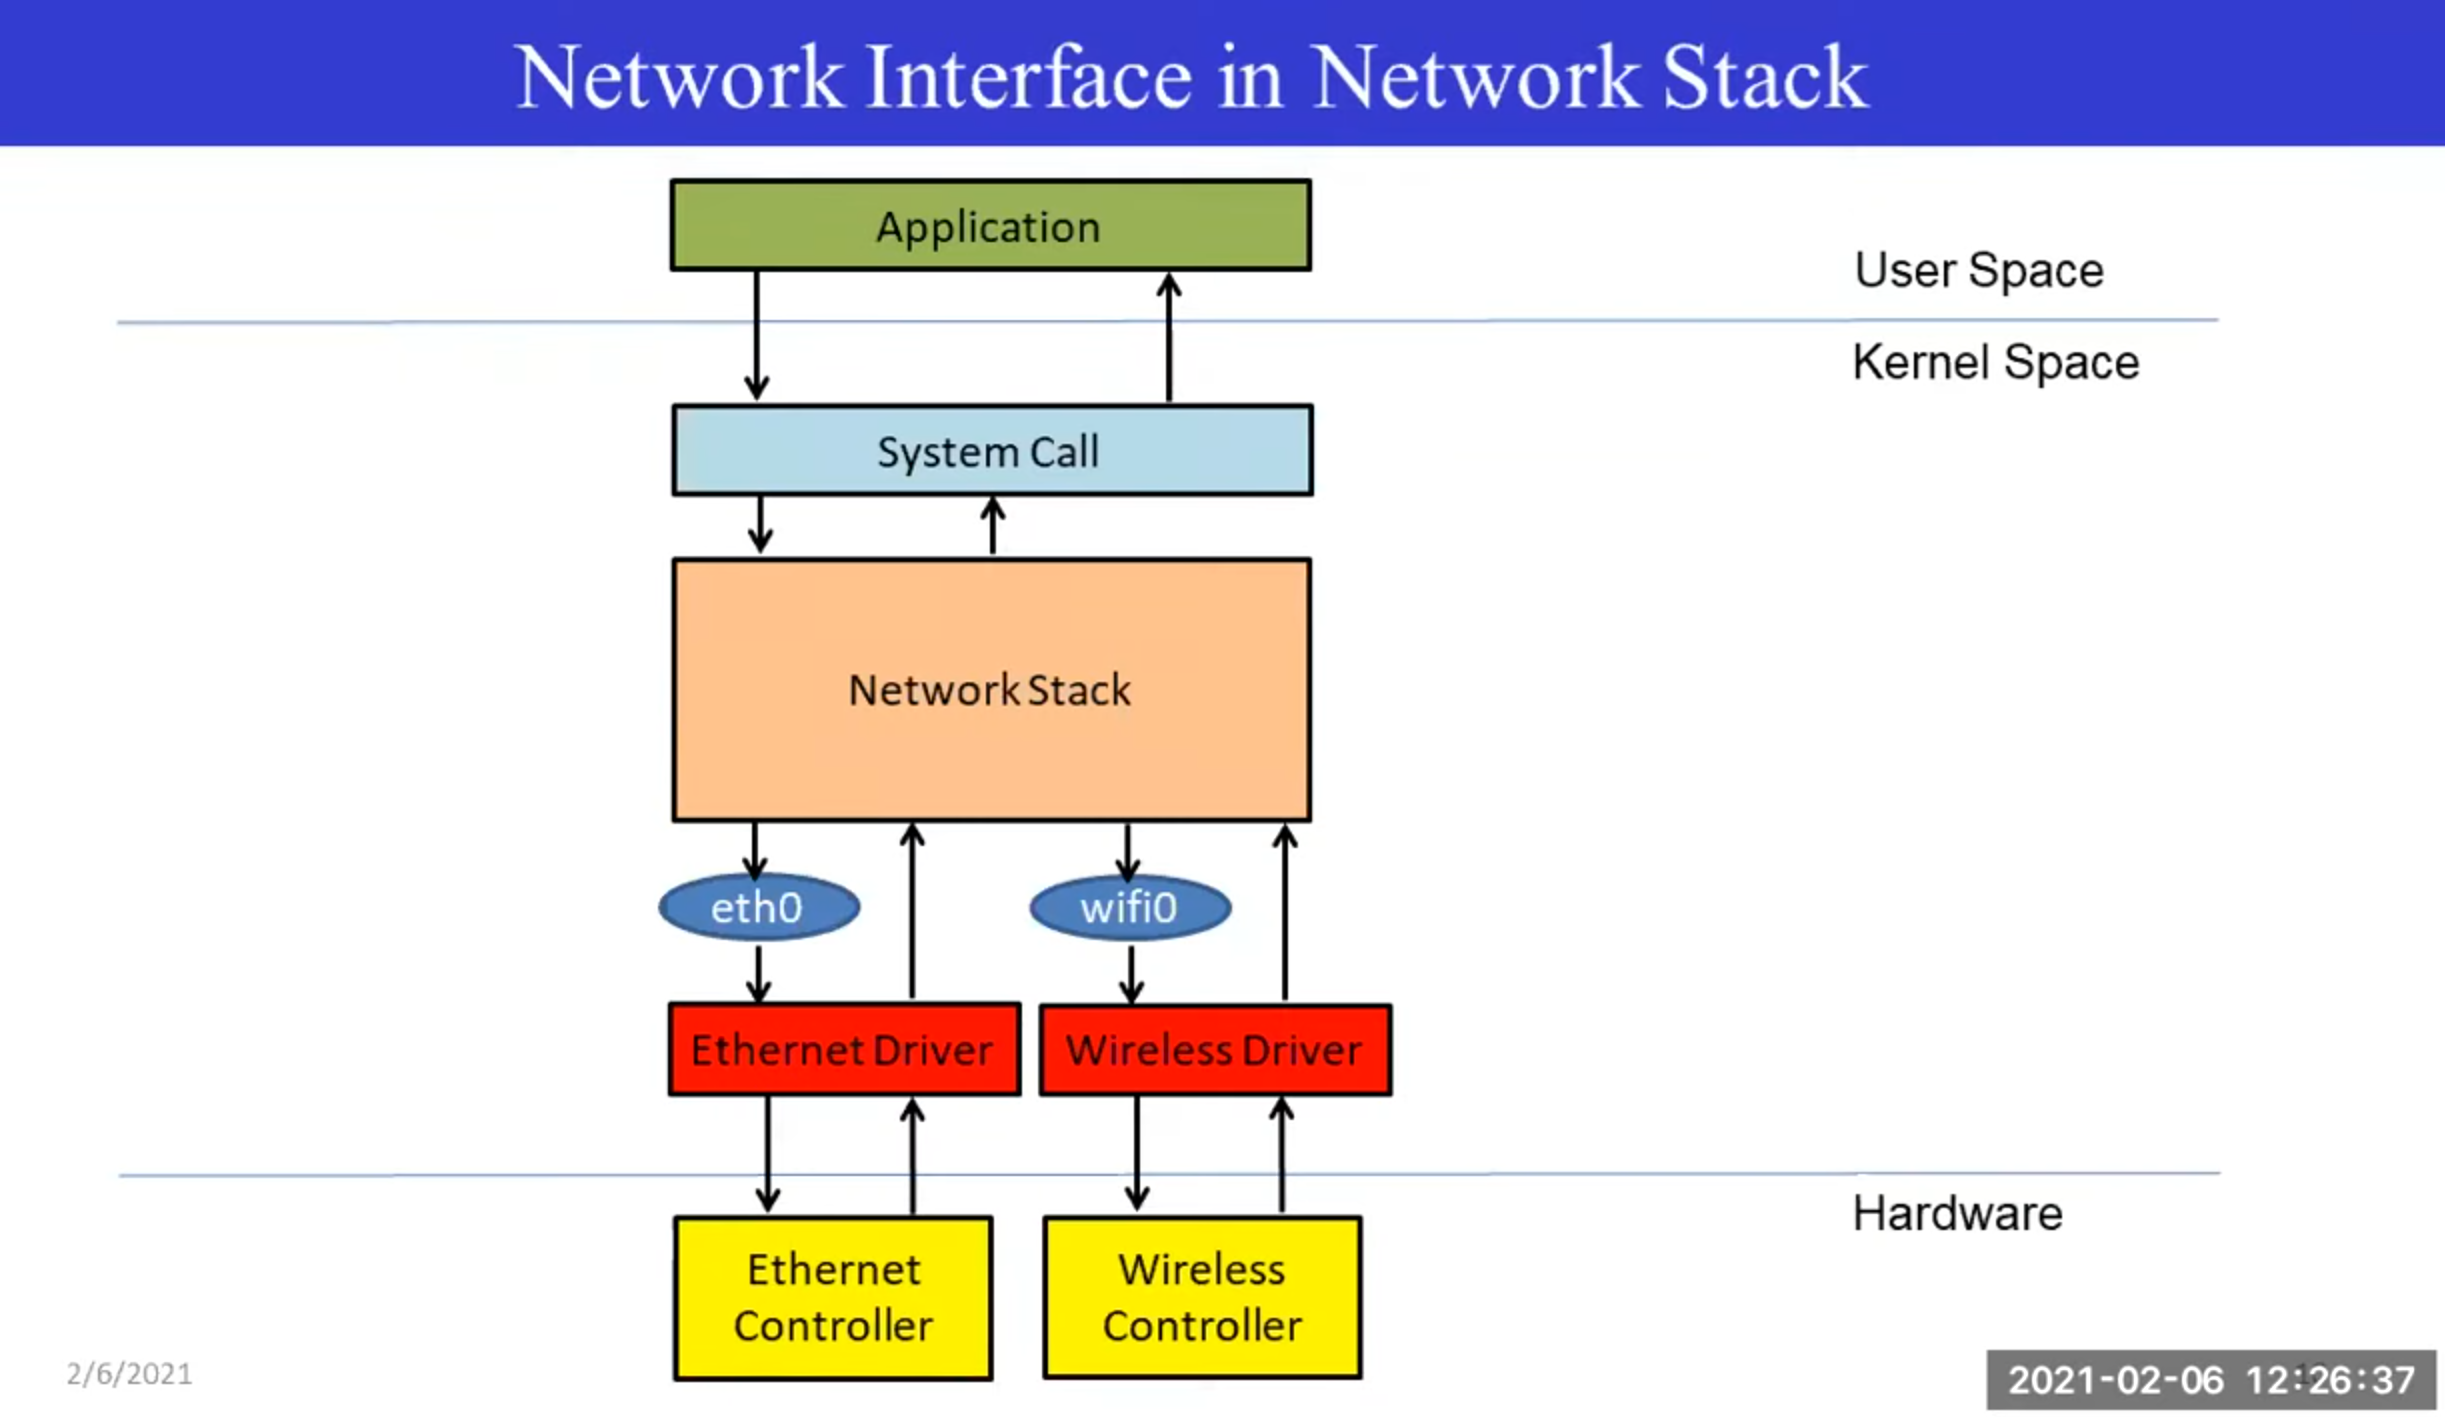 Network Interface in Network Stack
Application
User Space
Kernel Space
System Call
Network Stack
eth0
wifi0
Ethernet Driver
Wireless Driver
Hardware
Ethernet
Controller
Wireless
Controller
2/6/2021
2021-02-06 12:26:37